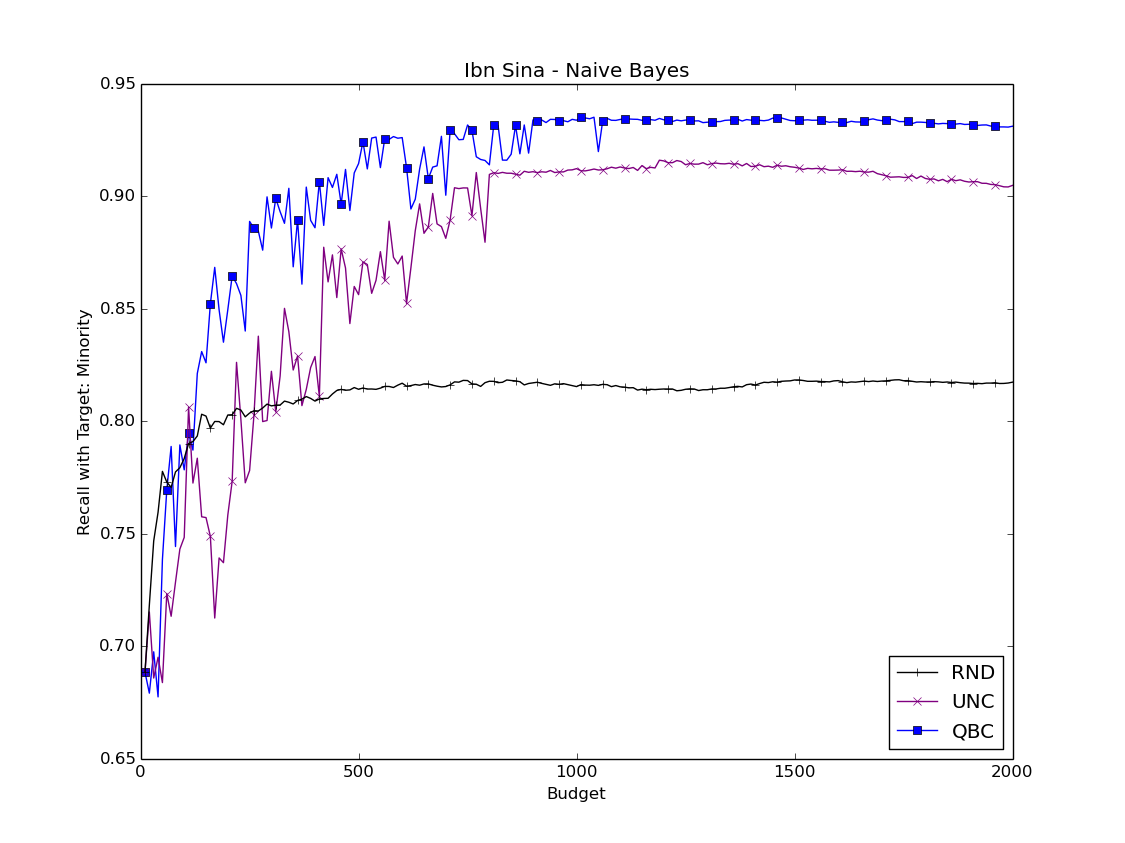 Ibn Sina - Naive Bayes
Recall with Target: Minority
0.95
0.90
0.85
0.80
0.75
0.70
0.65
0
500
1000
1500
2000
Budget
RND
UNC
QBC